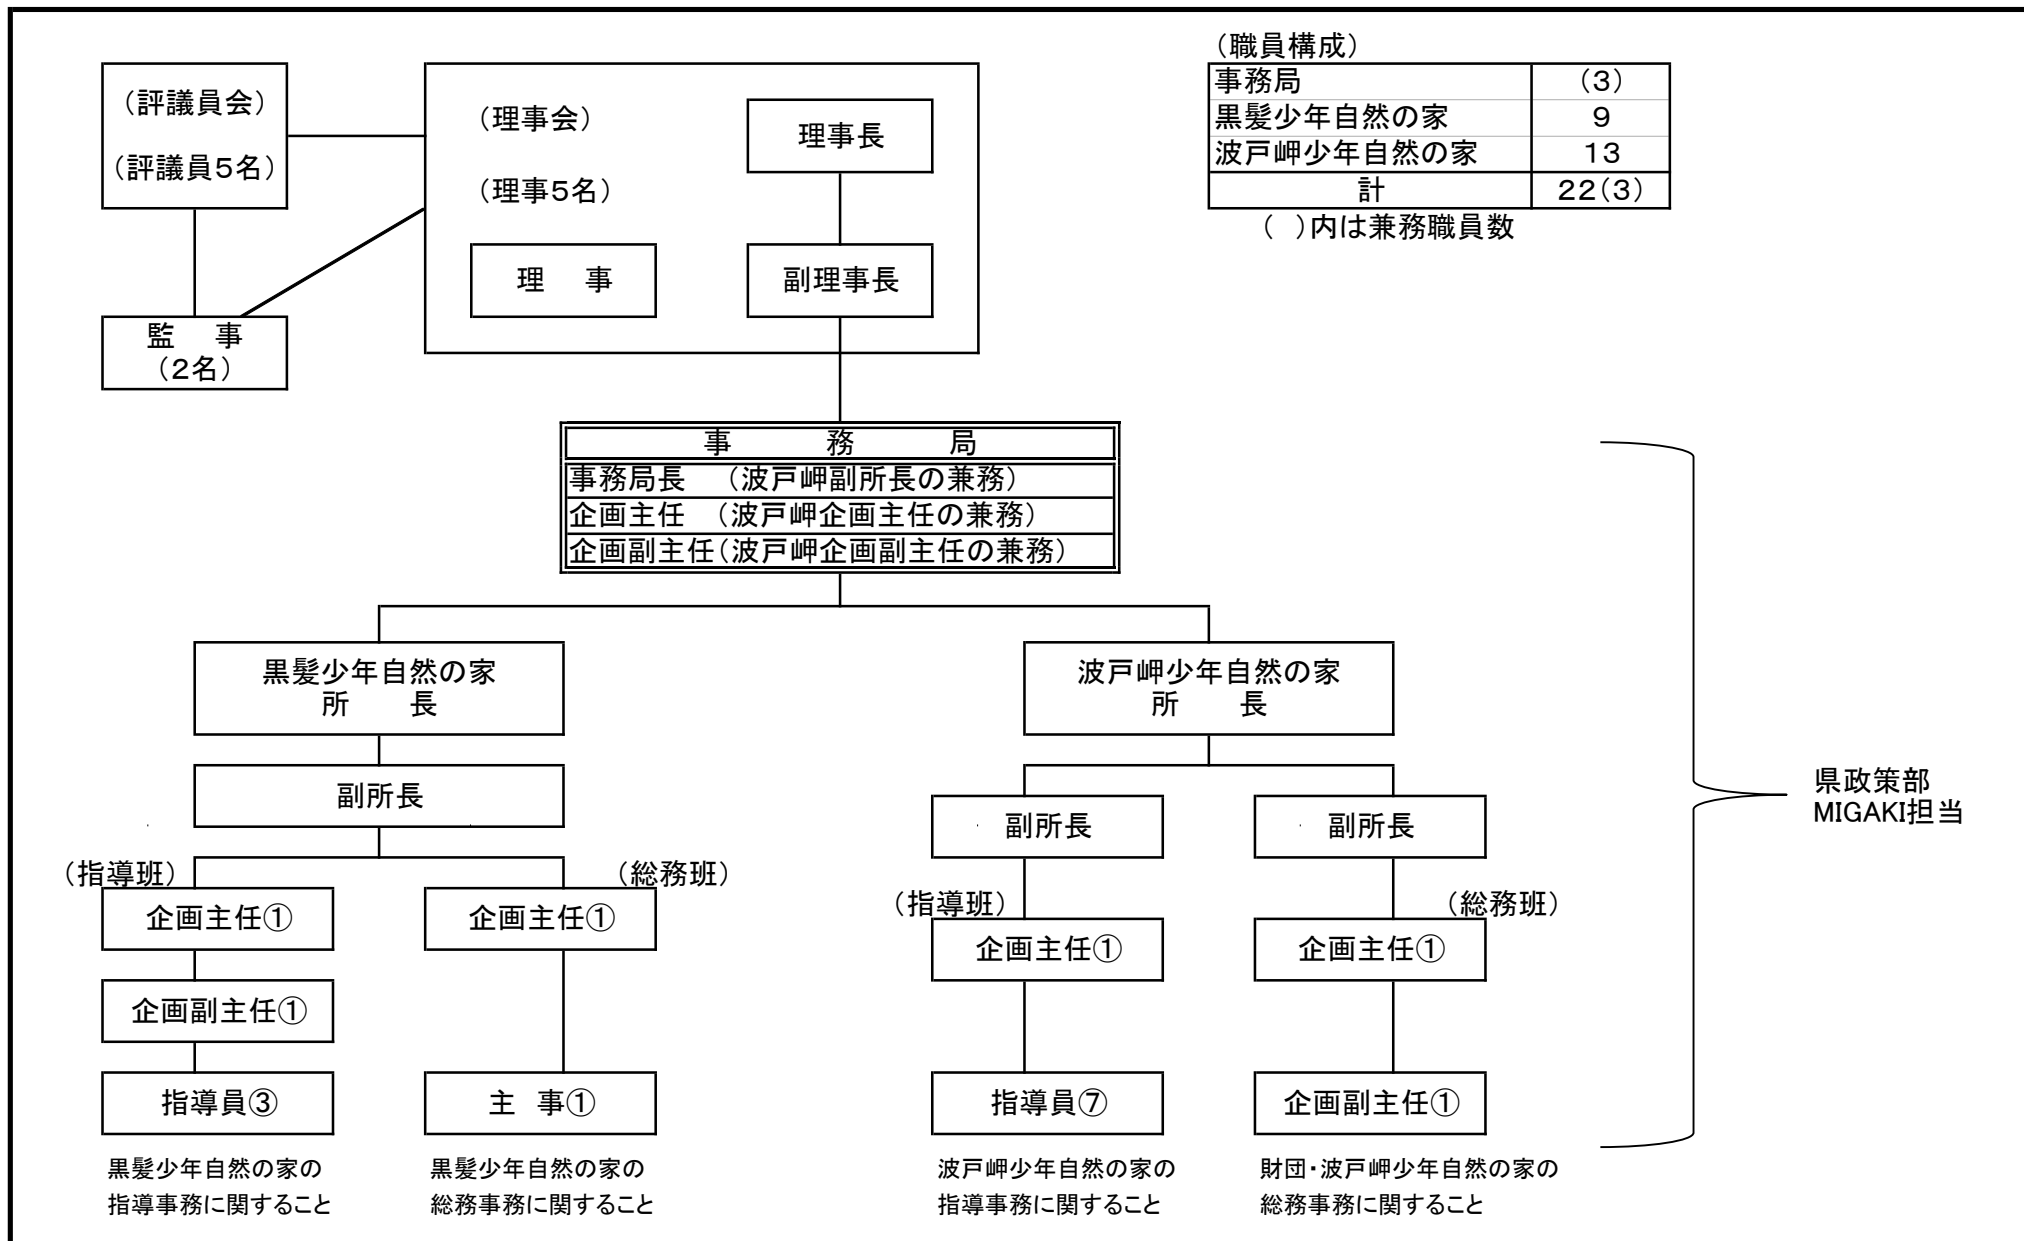 （評議員会）
（評議員５名）
（理事会）
（理事５名）
理事長
理　事
副理事長
監　事
（２名）
（職員構成）
事務局 （３）
黒髪少年自然の家 ９
波戸岬少年自然の家 １３
計 ２２（３）
（　）内は兼務職員数
事　務　局
事務局長　（波戸岬副所長の兼務）
企画主任　（波戸岬企画主任の兼務）
企画副主任（波戸岬企画副主任の兼務）
黒髪少年自然の家
所　長
副所長
（指導班）
企画主任①
企画副主任①
指導員③
黒髪少年自然の家の
指導事務に関すること
（総務班）
企画主任①
主　事①
黒髪少年自然の家の
総務事務に関すること
波戸岬少年自然の家
所　長
副所長
（指導班）
企画主任①
指導員⑦
波戸岬少年自然の家の
指導事務に関すること
副所長
（総務班）
企画主任①
企画副主任①
財団・波戸岬少年自然の家の
総務事務に関すること
県政策部
MIGAKI担当